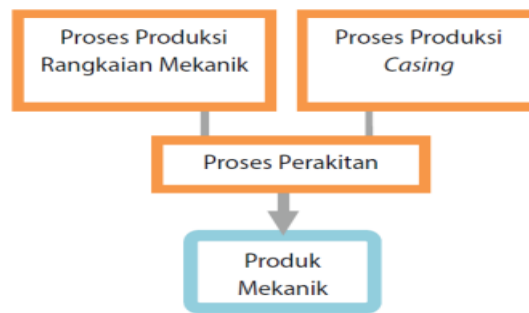 Proses Produksi
Rangkaian Mekanik
Proses Produksi
Casing
Proses Perakitan
Produk
Mekanik